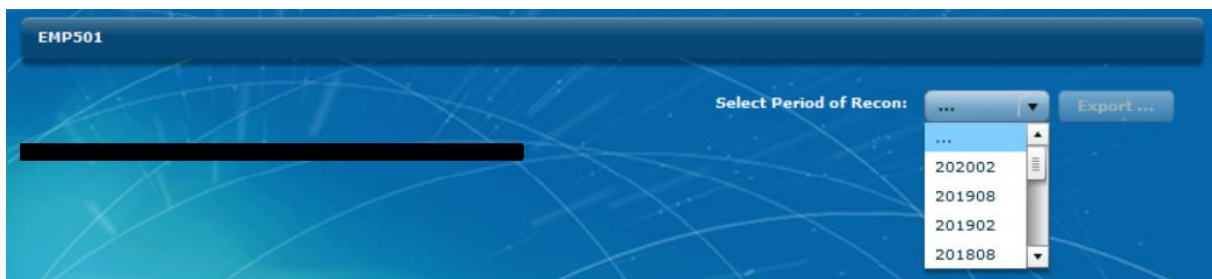 EMP501
Select Period of Recon: ... Export ...
...
202002
201908
201902
201808